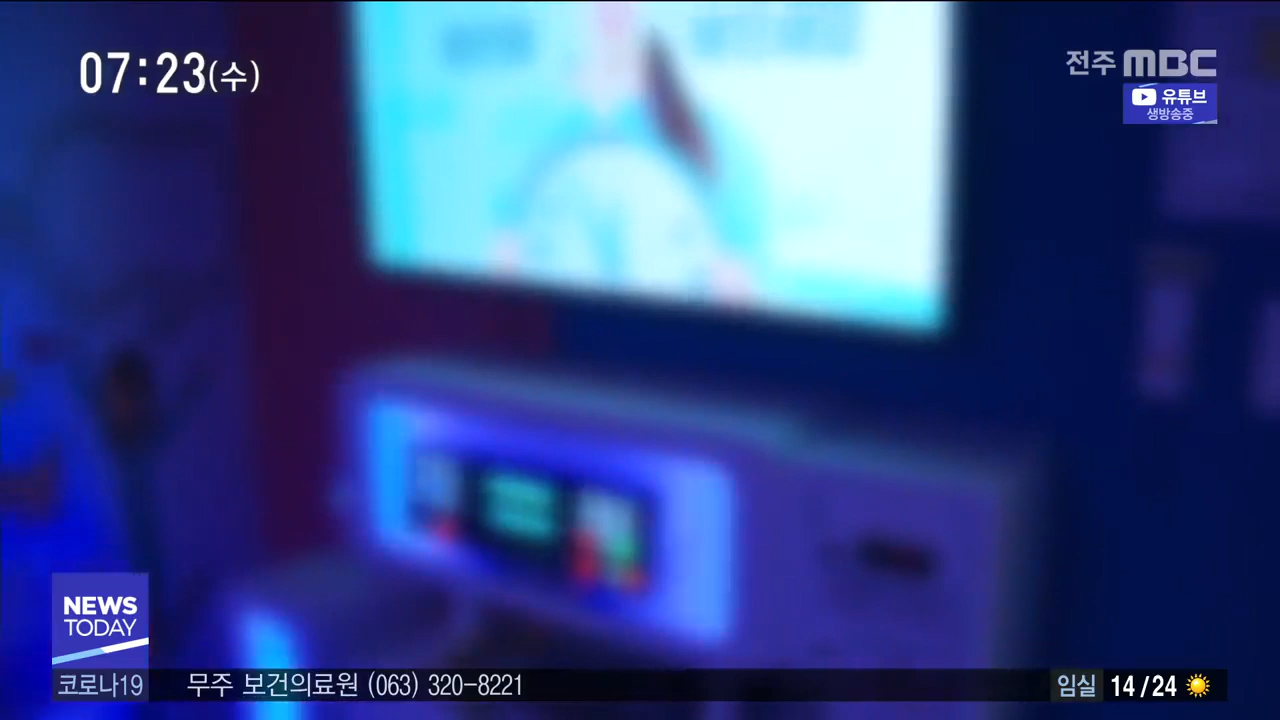 07:23(수)
전주 MBC
유튜브
생방송중
NEWS
TODAY
코로나19
무주 보건의료원 (063) 320-8221
임실 14/24